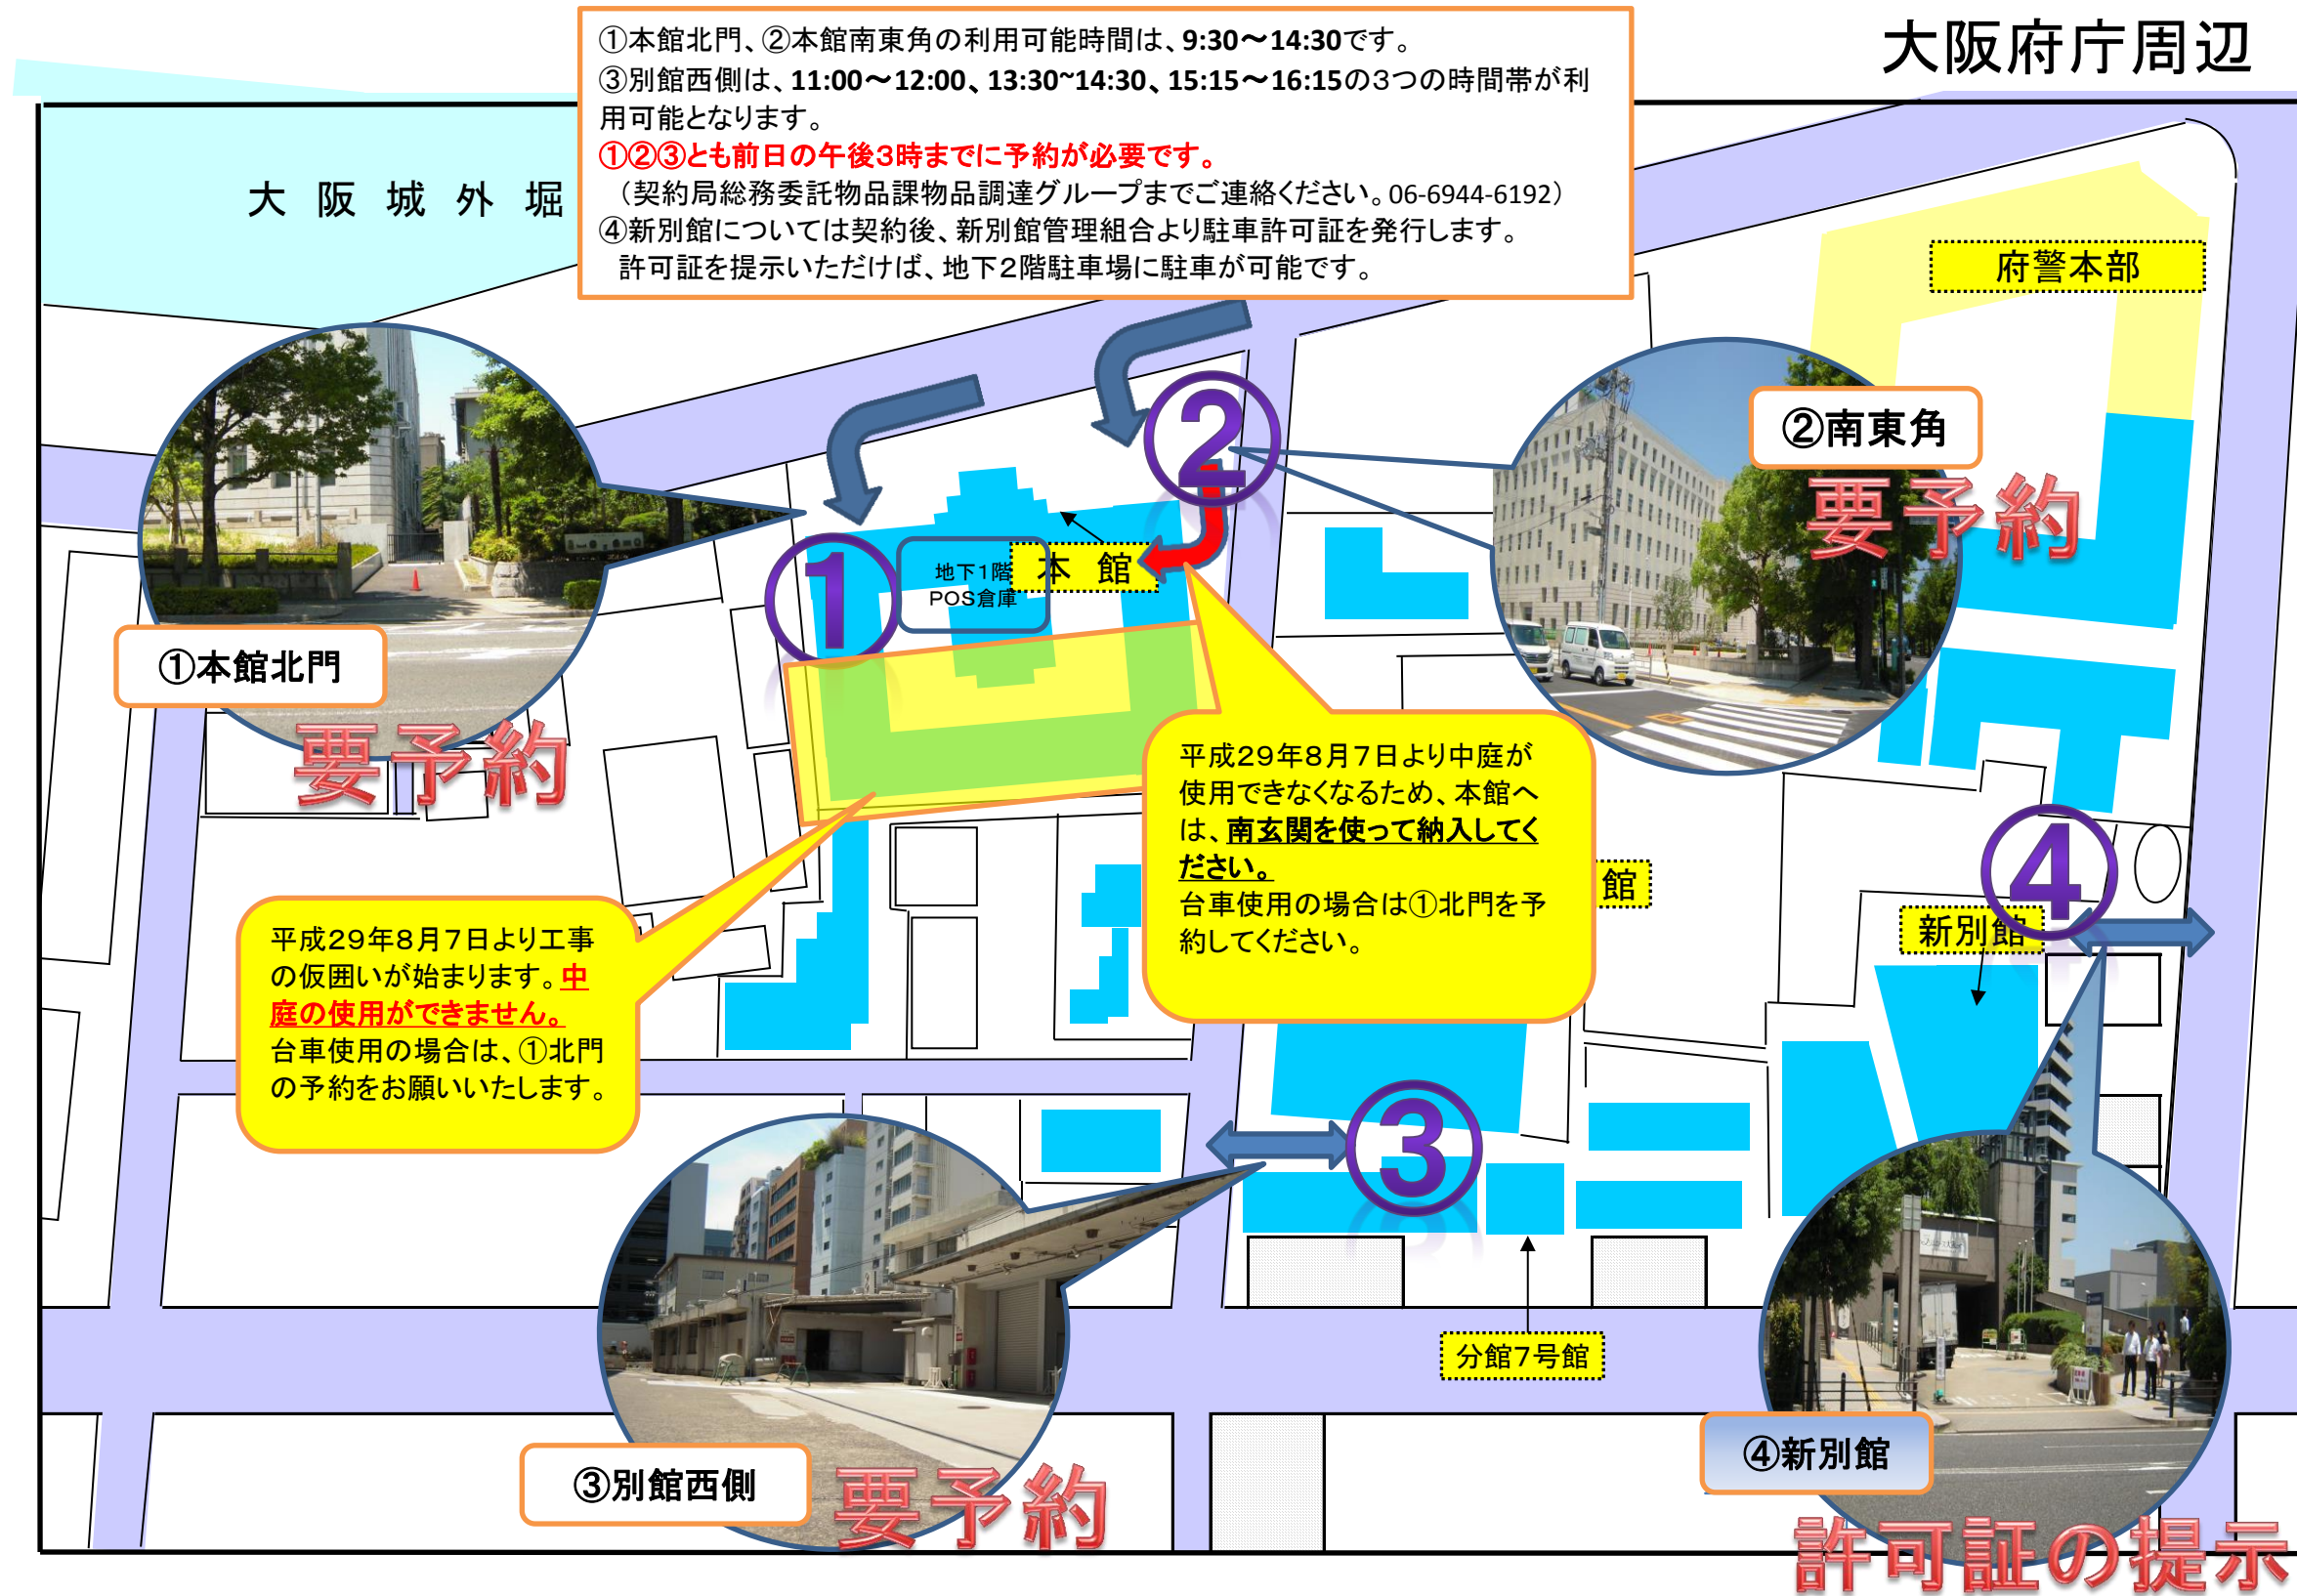 大阪府庁周辺
①本館北門、②本館南東角の利用可能時間は、9:30～14:30です。
③別館西側は、11:00～12:00、13:30~14:30、15:15～16:15の3つの時間帯が利
用可能となります。
①②③とも前日の午後3時までに予約が必要です。
（契約局総務委託物品課物品調達グループまでご連絡ください。06-6944-6192）
④新別館については契約後、新別館管理組合より駐車許可証を発行します。
許可証を提示いただけば、地下2階駐車場に駐車が可能です。
大阪城外堀
府警本部
②南東角
要予約
②
①
地下1階
POS倉庫
本館
①本館北門
要予約
平成29年8月7日より中庭が
使用できなくなるため、本館へ
は、南玄関を使って納入してく
ださい。
台車使用の場合は①北門を予
約してください。
館
④
新別館
平成29年8月7日より工事
の仮囲いが始まります。中
庭の使用ができません。
台車使用の場合は、①北門
の予約をお願いいたします。
③
分館7号館
③別館西側
要予約
④新別館
許可証の提示